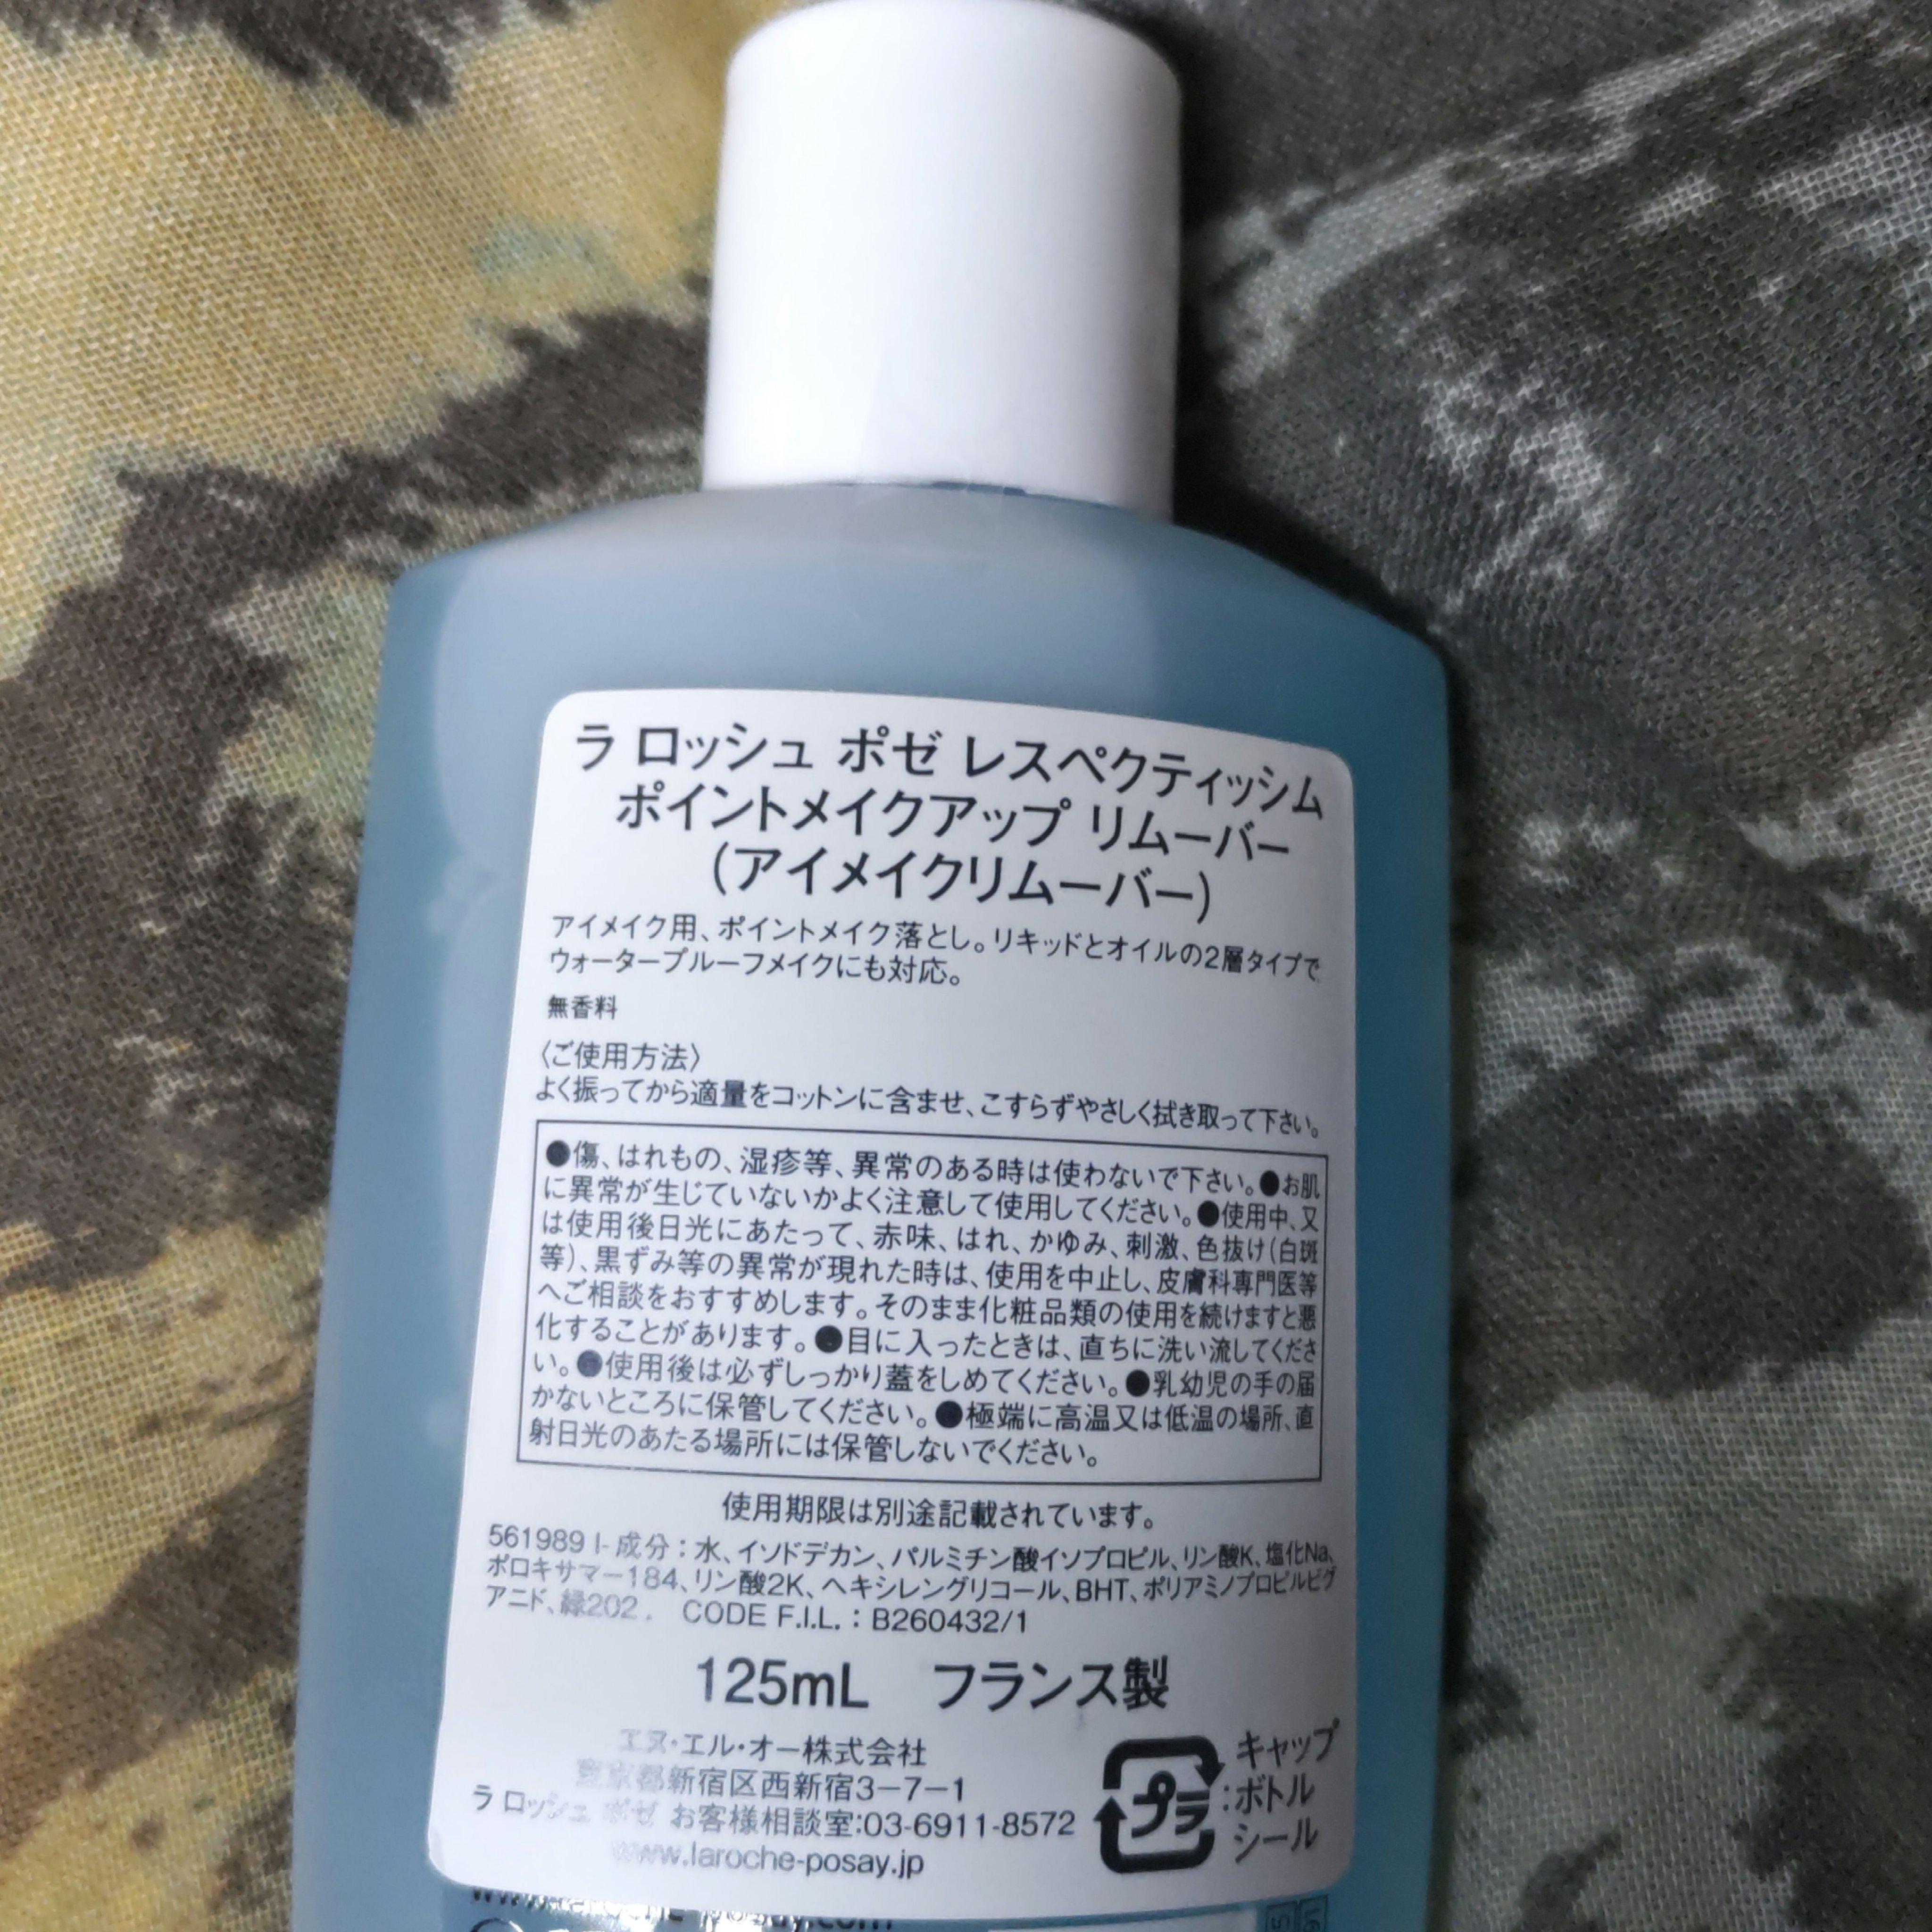 ラ ロッシュ ポゼ レスペクティッシム
ポイントメイクアップ リムーバー
(アイメイクリムーバー)
アイメイク用、ポイントメイク落とし。リキッドとオイルの2層タイプで
ウォータープルーフメイクにも対応。
無香料
〈ご使用方法〉
よく振ってから適量をコットンに含ませ、こすらずやさしく拭き取って下さい。
●傷、はれもの、湿疹等、異常のある時は使わないで下さい。●お肌
に異常が生じていないかよく注意して使用してください。●使用中、又
は使用後日光にあたって、赤味、はれ、かゆみ、刺激、色抜け(白斑
等)、黒ずみ等の異常が現れた時は、使用を中止し、皮膚科専門医等
へご相談をおすすめします。そのまま化粧品類の使用を続けますと悪
化することがあります。●目に入ったときは、直ちに洗い流してくださ
い。●使用後は必ずしっかり蓋をしめてください。●乳幼児の手の届
かないところに保管してください。●極端に高温又は低温の場所、直
射日光のあたる場所には保管しないでください。
使用期限は別途記載されています。
561989 I- 成分：水、イソドデカン、パルミチン酸イソプロピル、リン酸K、塩化Na、
ポロキサマー184、リン酸2K、ヘキシレングリコール、BHT、ポリアミノプロピルビグ
アニド、緑202. CODE F.I.L.：B260432/1
125mL フランス製
エヌ・エル・オー株式会社
東京都新宿区西新宿3-7-1
ラ ロッシュ ポゼ お客様相談室:03-6911-8572
www.laroche-posay.jp
プラ
キャップ
:ボトル
シール